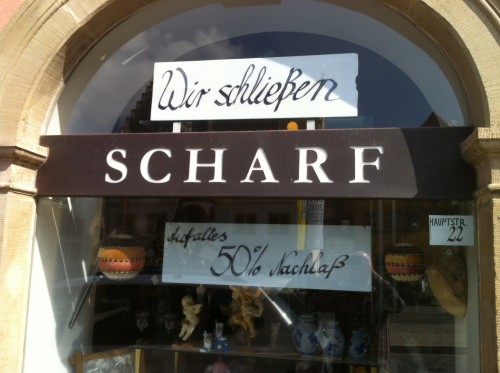 Wir schließen
SCHARF
HAUPTSTR.
22
Auf alles
50% Nachlaß